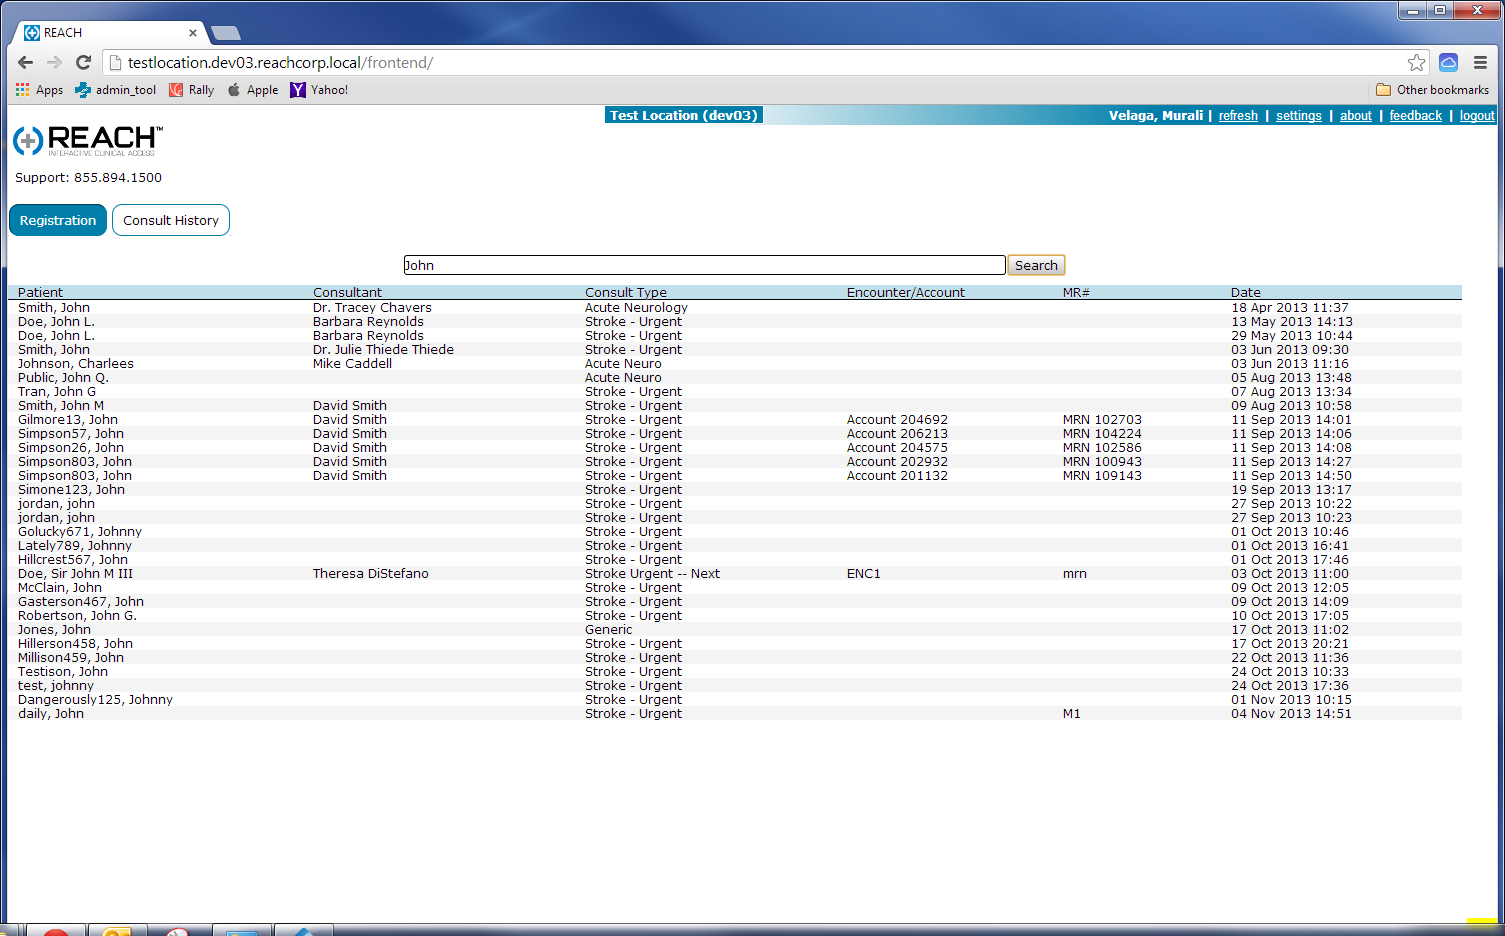 REACH
testlocation.dev03.reachcorp.local/frontend/
Apps admin_tool Rally Apple Yahoo! Other bookmarks
Test Location (dev03) Velaga, Murali | refresh | settings | about | feedback | logout
REACH™
INTERACTIVE CLINICAL ACCESS
Support: 855.894.1500
Registration Consult History
John Search
Patient Consultant Consult Type Encounter/Account MR# Date
Smith, John Dr. Tracey Chavers Acute Neurology 18 Apr 2013 11:37
Doe, John L. Barbara Reynolds Stroke - Urgent 13 May 2013 14:13
Doe, John L. Barbara Reynolds Stroke - Urgent 29 May 2013 10:44
Smith, John Dr. Julie Thiede Thiede Stroke - Urgent 03 Jun 2013 09:30
Johnson, Charlees Mike Caddell Acute Neuro 03 Jun 2013 11:16
Public, John Q. Acute Neuro 05 Aug 2013 13:48
Tran, John G Stroke - Urgent 07 Aug 2013 13:34
Smith, John M David Smith Stroke - Urgent 09 Aug 2013 10:58
Gilmore13, John David Smith Stroke - Urgent Account 204692 MRN 102703 11 Sep 2013 14:01
Simpson57, John David Smith Stroke - Urgent Account 206213 MRN 104224 11 Sep 2013 14:06
Simpson26, John David Smith Stroke - Urgent Account 204575 MRN 102586 11 Sep 2013 14:08
Simpson803, John David Smith Stroke - Urgent Account 202932 MRN 100943 11 Sep 2013 14:27
Simpson803, John David Smith Stroke - Urgent Account 201132 MRN 109143 11 Sep 2013 14:50
Simone123, John Stroke - Urgent 19 Sep 2013 13:17
jordan, john Stroke - Urgent 27 Sep 2013 10:22
jordan, john Stroke - Urgent 27 Sep 2013 10:23
Golucky671, Johnny Stroke - Urgent 01 Oct 2013 10:46
Lately789, Johnny Stroke - Urgent 01 Oct 2013 16:41
Hillcrest567, John Stroke - Urgent 01 Oct 2013 17:46
Doe, Sir John M III Theresa DiStefano Stroke Urgent -- Next ENC1 mrn 03 Oct 2013 11:00
McClain, John Stroke - Urgent 09 Oct 2013 12:05
Gasterson467, John Stroke - Urgent 09 Oct 2013 14:09
Robertson, John G. Stroke - Urgent 10 Oct 2013 17:05
Jones, John Generic 17 Oct 2013 11:02
Hillerson458, John Stroke - Urgent 17 Oct 2013 20:21
Millison459, John Stroke - Urgent 22 Oct 2013 11:36
Testison, John Stroke - Urgent 24 Oct 2013 10:33
test, johnny Stroke - Urgent 24 Oct 2013 17:36
Dangerously125, Johnny Stroke - Urgent 01 Nov 2013 10:15
daily, John Stroke - Urgent M1 04 Nov 2013 14:51